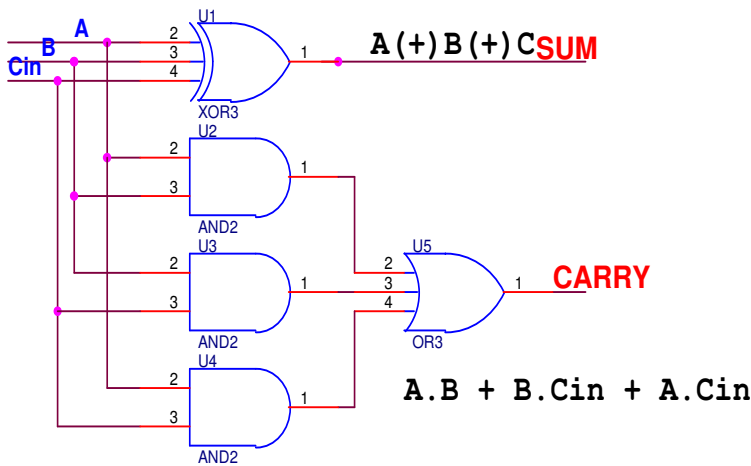 U1
A
2
B
3
Cin
4
1
A(+)B(+)CSUM
XOR3
U2
2
1
3
AND2
U3
U5
2
2
1
3
1
CARRY
3
4
AND2
OR3
U4
2
1
A.B + B.Cin + A.Cin
3
AND2